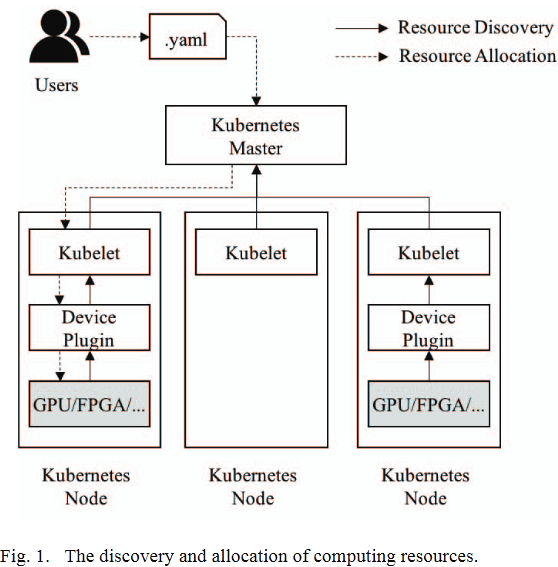 Users
.yaml
Resource Discovery
Resource Allocation
Kubernetes
Master
Kubelet
Device
Plugin
GPU/FPGA/...
Kubernetes
Node
Kubelet
Kubernetes
Node
Kubelet
Device
Plugin
GPU/FPGA/...
Kubernetes
Node
Fig. 1. The discovery and allocation of computing resources.